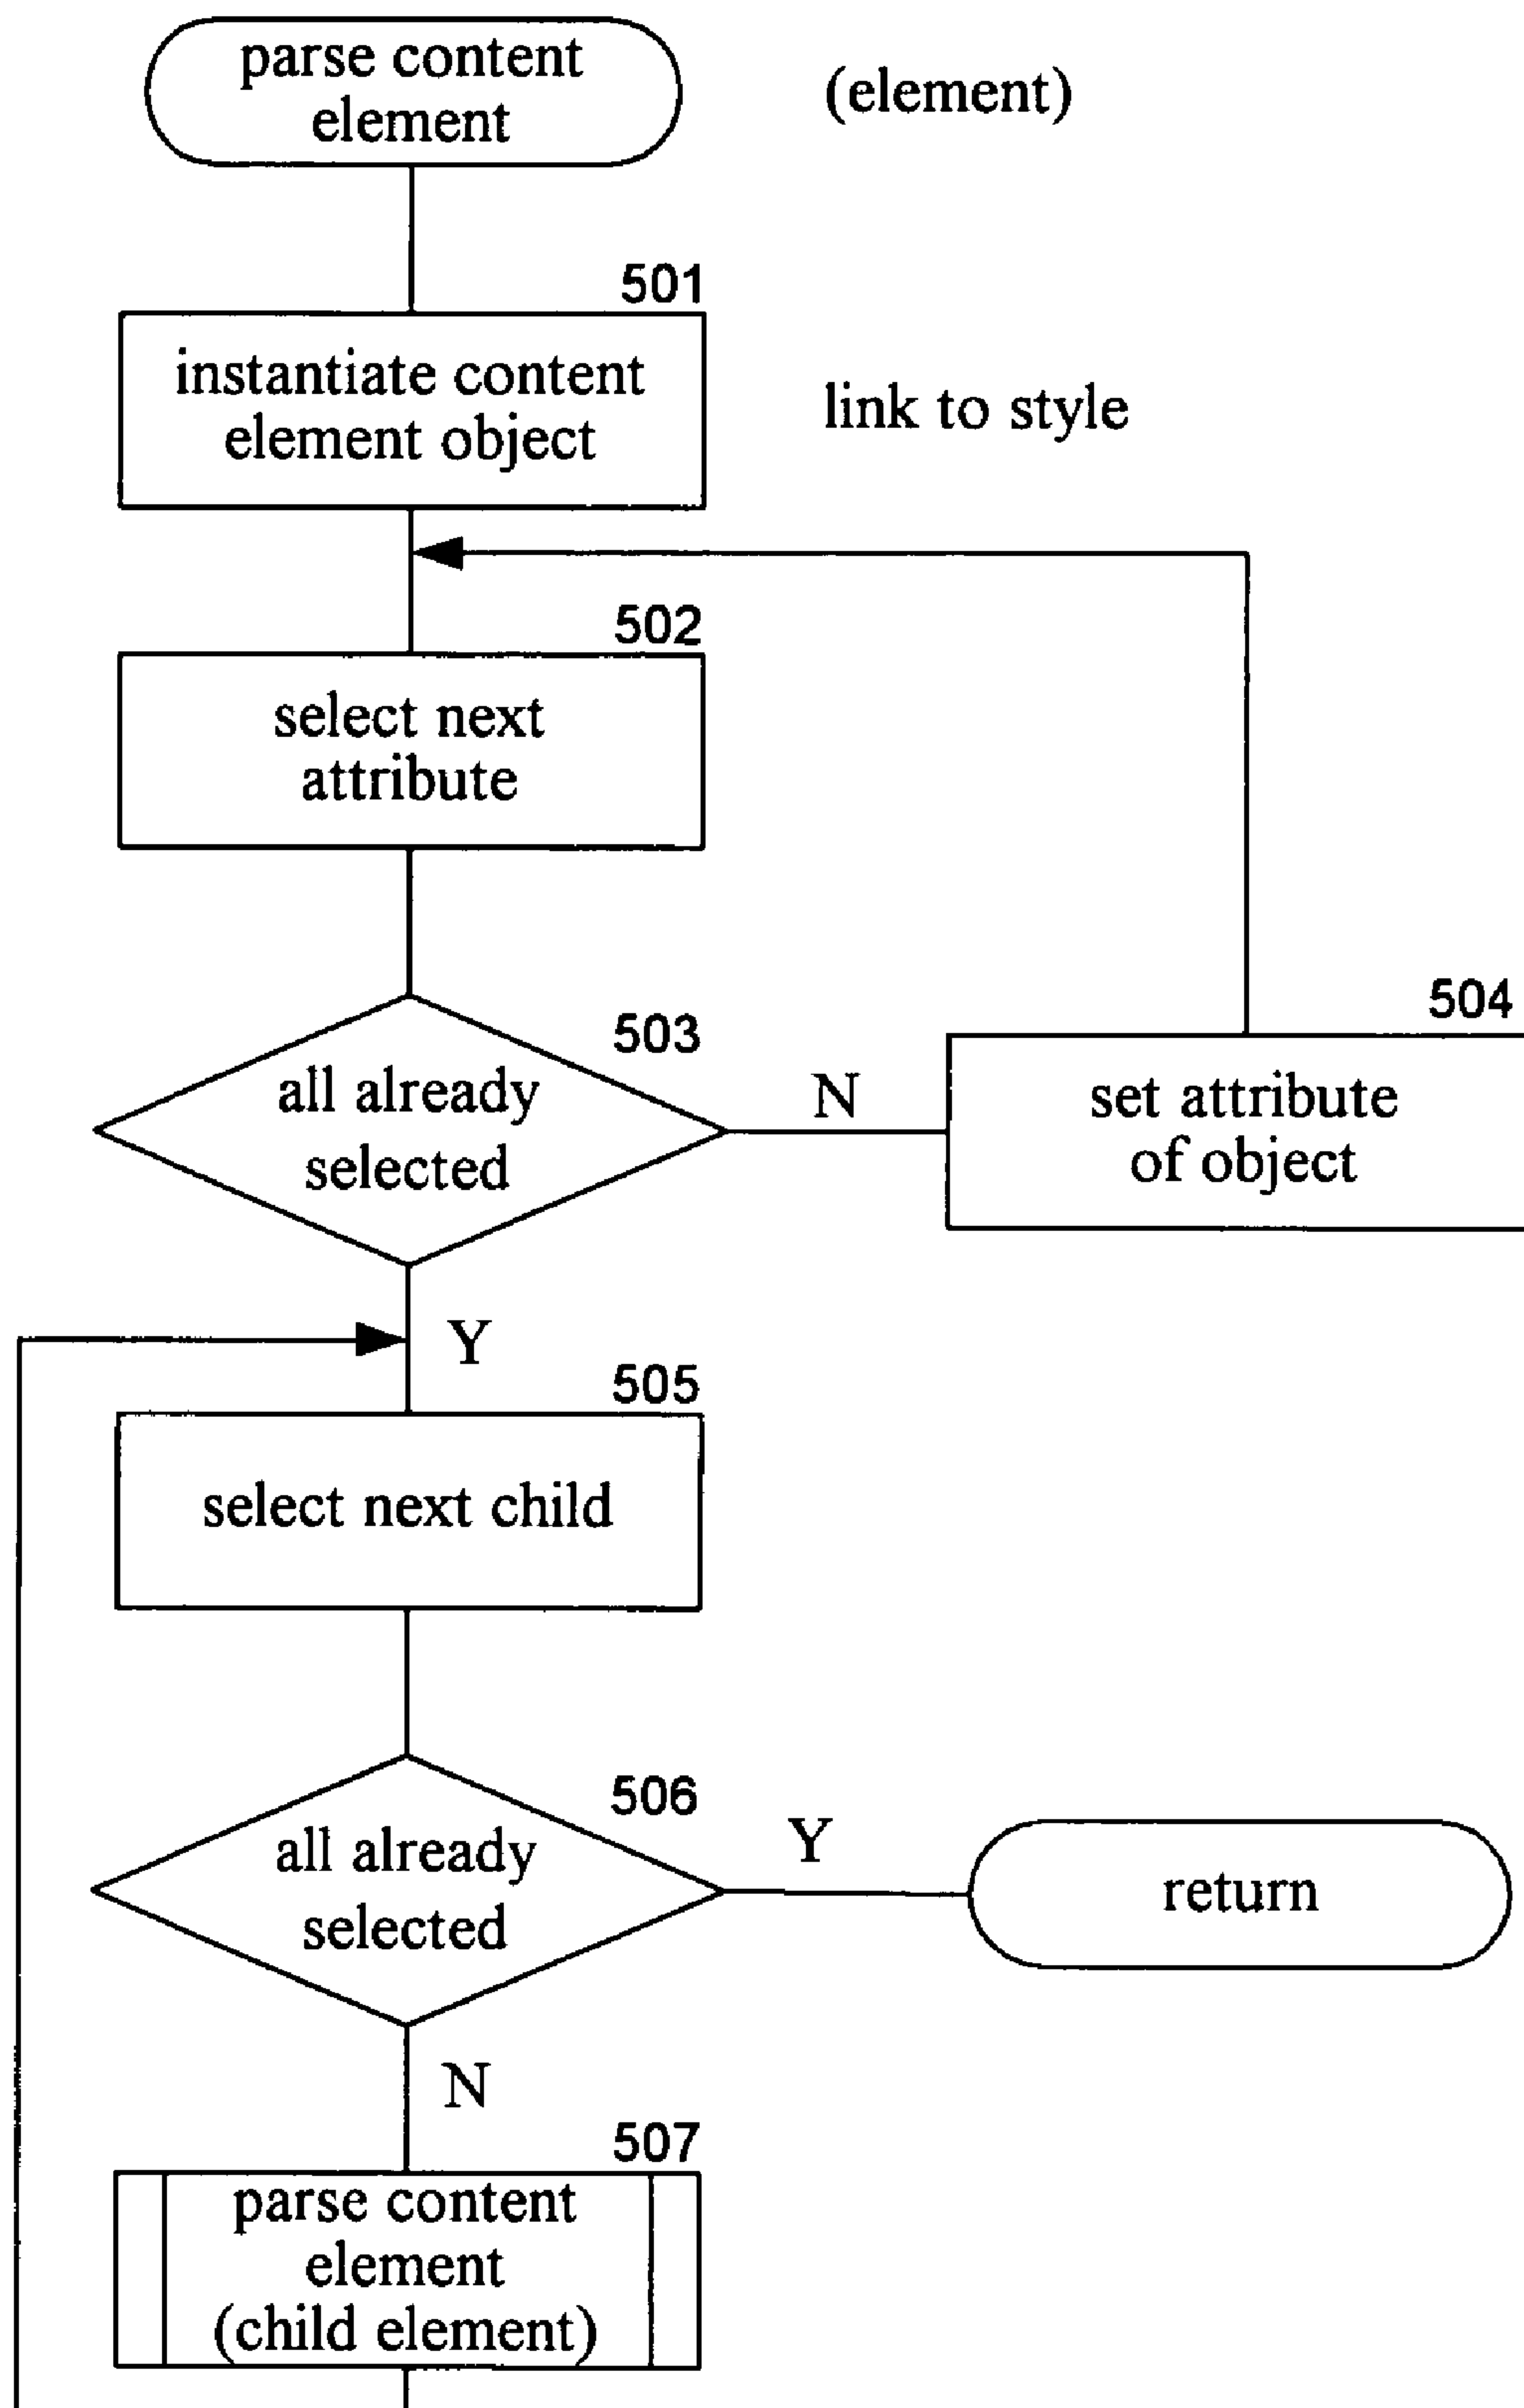 parse content
element
(element)
501
instantiate content
element object
link to style
502
select next
attribute
503
all already
selected
N
504
set attribute
of object
Y
505
select next child
506
all already
selected
Y
return
N
507
parse content
element
(child element)